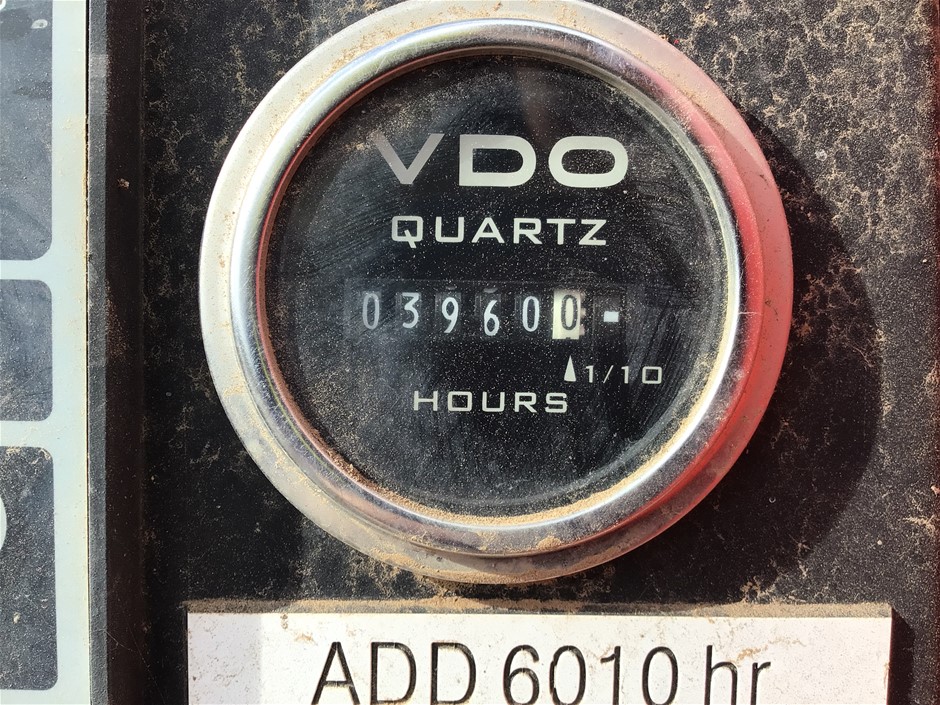 VDO
QUARTZ
039600
1/10
HOURS
ADD 6010 hr